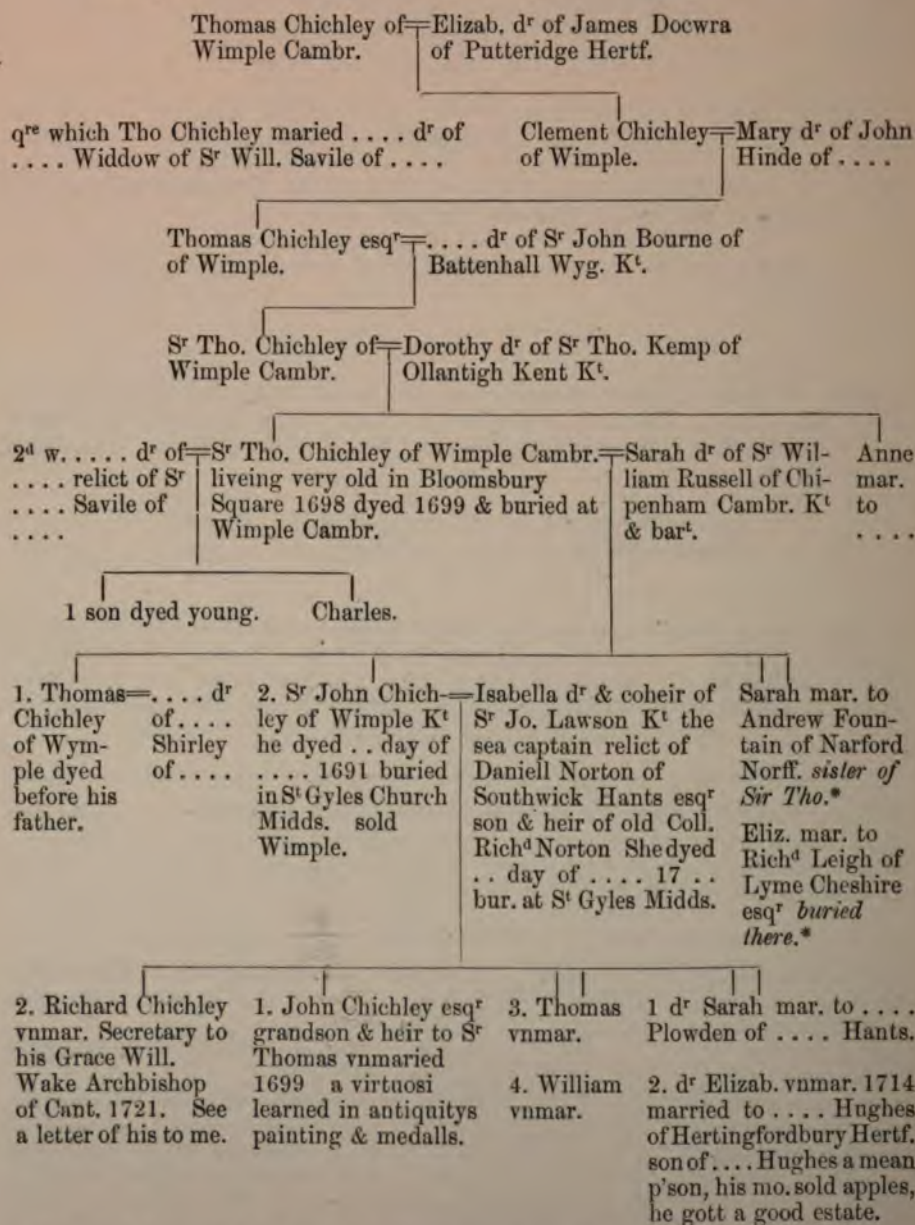 Thomas Chichley of╤Elizab. dʳ of James Docwra
Wimple Cambr. of Putteridge Hertf.
qʳᵉ which Tho Chichley maried . . . . dʳ of
. . . . Widdow of Sʳ Will. Savile of . . . .
Clement Chichley╤Mary dʳ of John
of Wimple. Hinde of . . . .
Thomas Chichley esqʳ╤. . . . dʳ of Sʳ John Bourne of
of Wimple. Battenhall Wyg. Kᵗ.
Sʳ Tho. Chichley of╤Dorothy dʳ of Sʳ Tho. Kemp of
Wimple Cambr. Ollantigh Kent Kᵗ.
2ᵈ w. . . . . dʳ of╤
. . . . relict of Sʳ
. . . . Savile of
. . . .
Sʳ Tho. Chichley of Wimple Cambr.╤
liveing very old in Bloomsbury
Square 1698 dyed 1699 & buried at
Wimple Cambr.
Sarah dʳ of Sʳ Wil-
liam Russell of Chi-
penham Cambr. Kᵗ
& barᵗ.
Anne
mar.
to
. . . .
1 son dyed young. Charles.
1. Thomas=
Chichley
of Wym-
ple dyed
before his
father.
. . . . dʳ
of . . . .
Shirley
of . . . .
2. Sʳ John Chich-
ley of Wimple Kᵗ
he dyed . . day of
. . . . 1691 buried
in Sᵗ Gyles Church
Midds. sold
Wimple.
Isabella dʳ & coheir of
Sʳ Jo. Lawson Kᵗ the
sea captain relict of
Daniell Norton of
Southwick Hants esqʳ
son & heir of old Coll.
Richᵈ Norton She dyed
. . day of . . . . 17 . .
bur. at Sᵗ Gyles Midds.
Sarah mar. to
Andrew Foun-
tain of Narford
Norff. sister of
Sir Tho.*
Eliz. mar. to
Richᵈ Leigh of
Lyme Cheshire
esqʳ buried
there.*
2. Richard Chichley
vnmar. Secretary to
his Grace Will.
Wake Archbishop
of Cant. 1721. See
a letter of his to me.
1. John Chichley esqʳ
grandson & heir to Sʳ
Thomas vnmaried
1699 a virtuosi
learned in antiquitys
painting & medalls.
3. Thomas
vnmar.
4. William
vnmar.
1 dʳ Sarah mar. to . . . .
Plowden of . . . . Hants.
2. dʳ Elizab. vnmar. 1714
married to . . . . Hughes
of Hertingfordbury Hertf.
son of . . . . Hughes a mean
p'son, his mo. sold apples,
he gott a good estate.